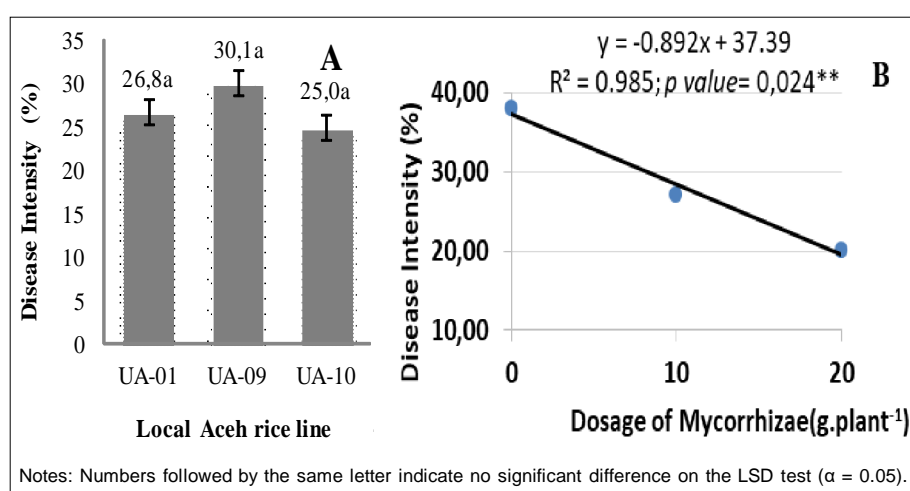 A
Disease Intensity (%)
35
30
25
20
15
10
5
0
26,8a
30,1a
25,0a
UA-01 UA-09 UA-10
Local Aceh rice line
B
y = -0.892x + 37.39
R² = 0.985; p value= 0,024**
Disease Intensity (%)
40,00
30,00
20,00
10,00
0 10 20
Dosage of Mycorrhizae(g.plant⁻¹)
Notes: Numbers followed by the same letter indicate no significant difference on the LSD test (α = 0.05).